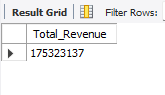 Result Grid Filter Rows:
Total_Revenue
175323137